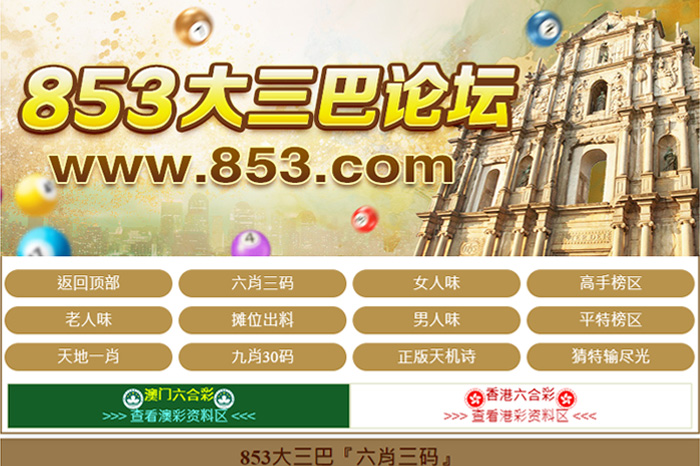 853大三巴论坛
www.853.com
返回顶部 六肖三码 女人味 高手榜区
老人味 摊位出料 男人味 平特榜区
天地一肖 九肖30码 正版天机诗 猜特输尽光
澳门六合彩 香港六合彩
>>> 查看澳彩资料区 <<< >>> 查看港彩资料区 <<<
853大三巴『六肖三码』